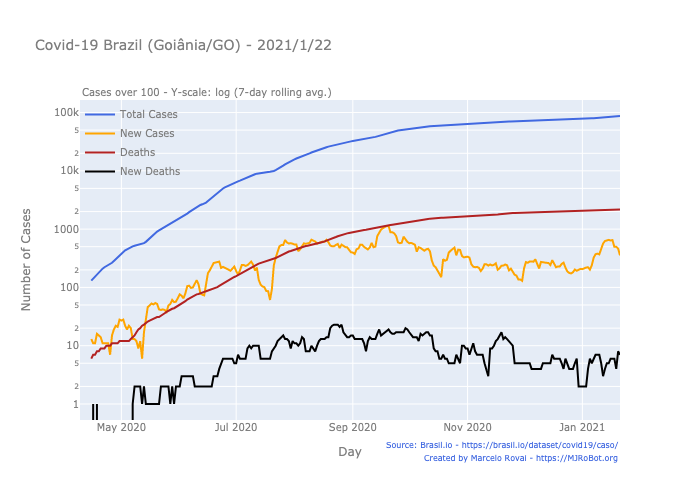 Covid-19 Brazil (Goiânia/GO) - 2021/1/22
Cases over 100 - Y-scale: log (7-day rolling avg.)
Total Cases
New Cases
Deaths
New Deaths
100k
5
2
10k
5
2
1000
5
2
100
5
2
10
5
2
1
Number of Cases
May 2020
Jul 2020
Sep 2020
Nov 2020
Jan 2021
Day
Source: Brasil.io - https://brasil.io/dataset/covid19/caso/
Created by Marcelo Rovai - https://MJRoBot.org